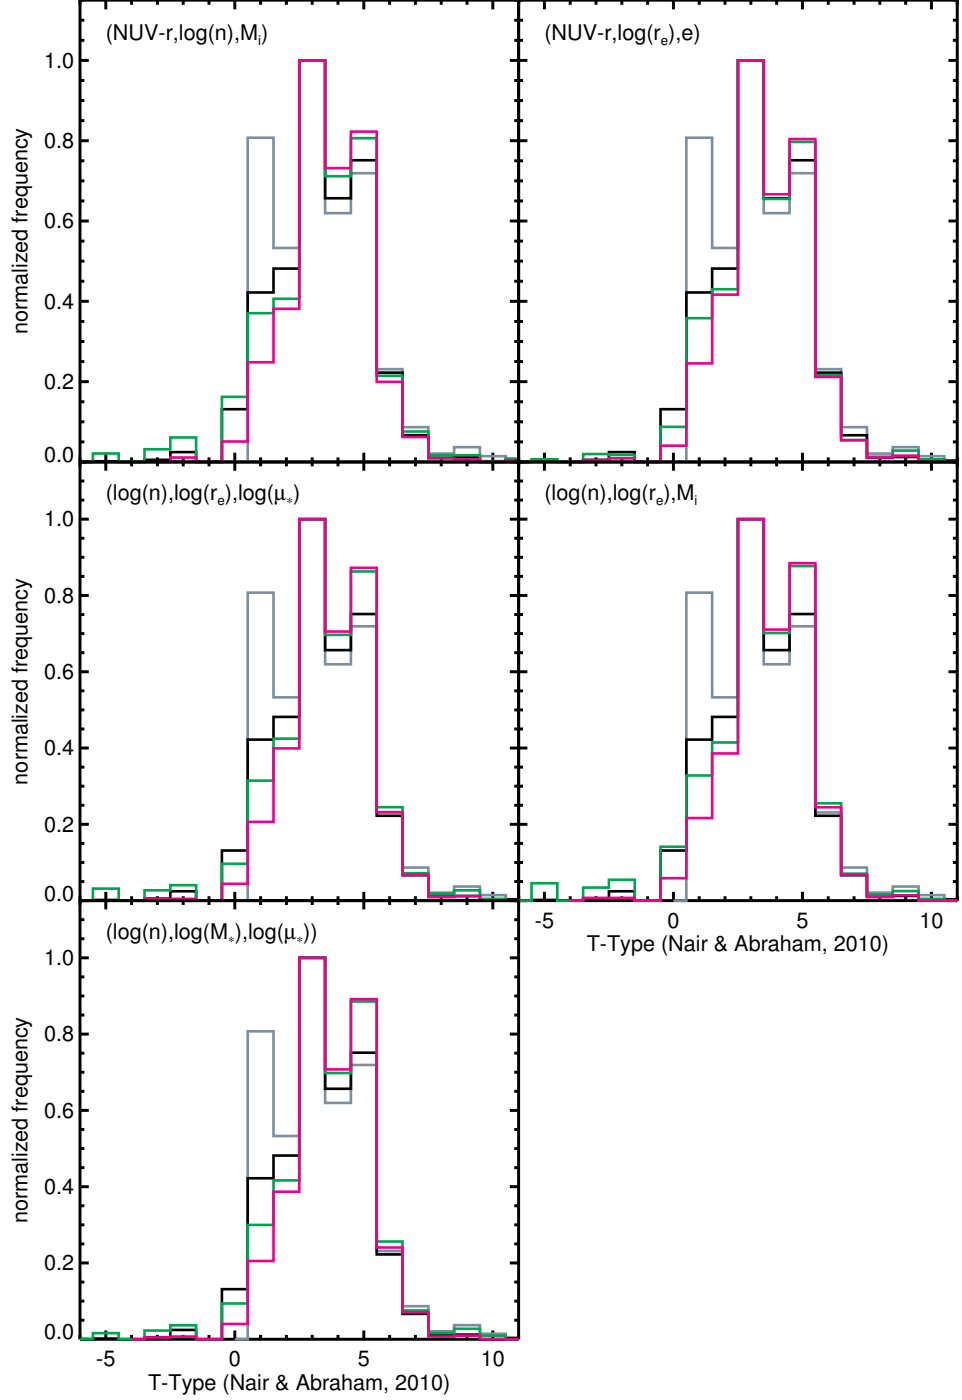 (NUV-r,log(n),Mi)
(NUV-r,log(re),e)
1.0
0.8
0.6
0.4
0.2
0.0
normalized frequency
(log(n),log(re),log(μ*)
(log(n),log(re),Mi
1.0
0.8
0.6
0.4
0.2
0.0
normalized frequency
-5 0 5 10
T-Type (Nair & Abraham, 2010)
(log(n),log(M*),log(μ*))
1.0
0.8
0.6
0.4
0.2
0.0
normalized frequency
-5 0 5 10
T-Type (Nair & Abraham, 2010)